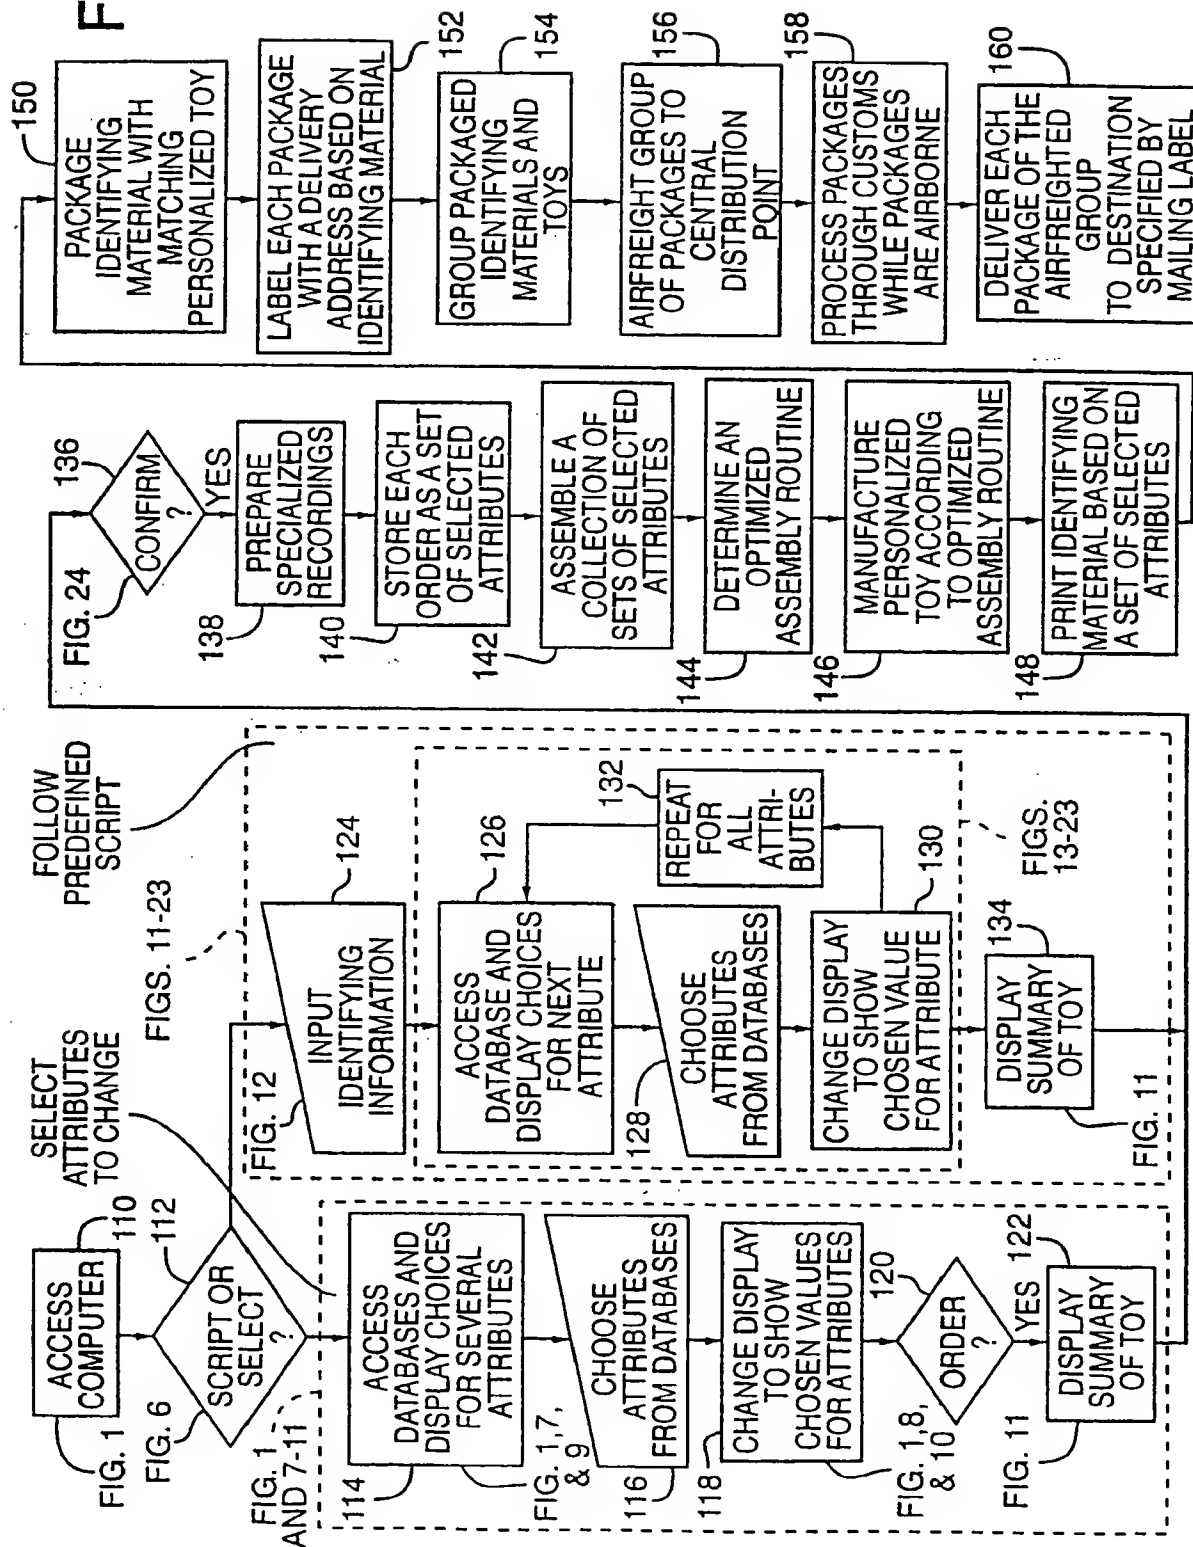 FIG. 1
ACCESS
COMPUTER
110
FIG. 6
SCRIPT OR
SELECT
?
112
SELECT
ATTRIBUTES
TO CHANGE
FIG. 1
AND 7-11
114
ACCESS
DATABASES AND
DISPLAY CHOICES
FOR SEVERAL
ATTRIBUTES
FIG. 1,7,
& 9
CHOOSE
ATTRIBUTES
FROM DATABASES
116
118
CHANGE DISPLAY
TO SHOW
CHOSEN VALUES
FOR ATTRIBUTES
FIG. 1,8,
& 10
120
ORDER
?
YES
122
DISPLAY
SUMMARY
OF TOY
FIG. 11
FIGS. 11-23
FOLLOW
PREDEFINED
SCRIPT
FIG. 12
INPUT
IDENTIFYING
INFORMATION
124
126
ACCESS
DATABASE AND
DISPLAY CHOICES
FOR NEXT
ATTRIBUTE
128
CHOOSE
ATTRIBUTES
FROM DATABASES
CHANGE DISPLAY
TO SHOW
CHOSEN VALUE
FOR ATTRIBUTE
130
132
REPEAT
FOR
ALL
ATTRI-
BUTES
FIGS.
13-23
134
DISPLAY
SUMMARY
OF TOY
FIG. 11
136
CONFIRM
?
FIG. 24
YES
138
PREPARE
SPECIALIZED
RECORDINGS
140
STORE EACH
ORDER AS A SET
OF SELECTED
ATTRIBUTES
142
ASSEMBLE A
COLLECTION OF
SETS OF SELECTED
ATTRIBUTES
144
DETERMINE AN
OPTIMIZED
ASSEMBLY ROUTINE
146
MANUFACTURE
PERSONALIZED
TOY ACCORDING
TO OPTIMIZED
ASSEMBLY ROUTINE
148
PRINT IDENTIFYING
MATERIAL BASED ON
A SET OF SELECTED
ATTRIBUTES
150
PACKAGE
IDENTIFYING
MATERIAL WITH
MATCHING
PERSONALIZED TOY
LABEL EACH PACKAGE
WITH A DELIVERY
ADDRESS BASED ON
IDENTIFYING MATERIAL
152
GROUP PACKAGED
IDENTIFYING
MATERIALS AND
TOYS
154
AIRFREIGHT GROUP
OF PACKAGES TO
CENTRAL
DISTRIBUTION
POINT
156
PROCESS PACKAGES
THROUGH CUSTOMS
WHILE PACKAGES
ARE AIRBORNE
158
DELIVER EACH
PACKAGE OF THE
AIRFREIGHTED
GROUP
TO DESTINATION
SPECIFIED BY
MAILING LABEL
160
F